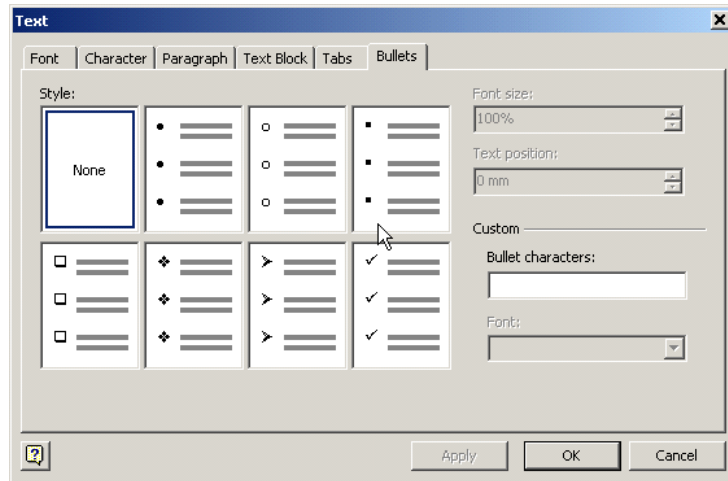 Text
Font Character Paragraph Text Block Tabs Bullets
Style:
None
Font size:
100%
Text position:
0 mm
Custom
Bullet characters:
Font:
Apply OK Cancel